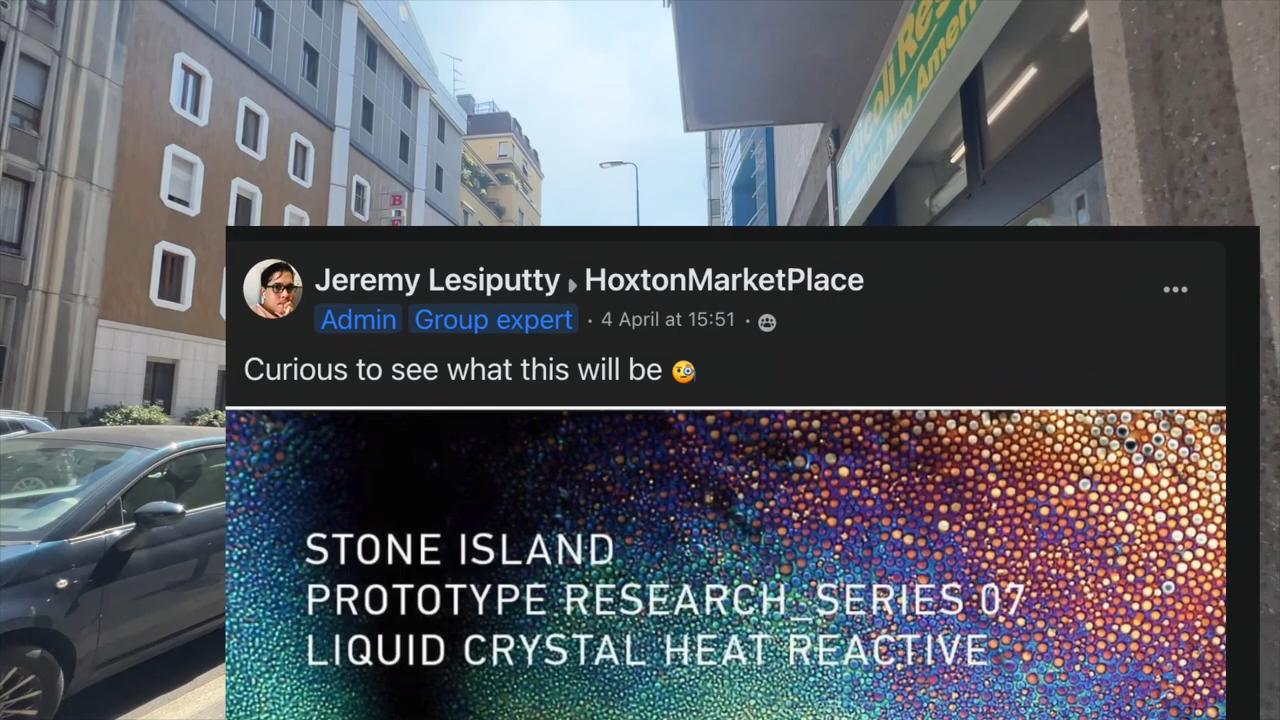 Jeremy Lesiputty ▸ HoxtonMarketPlace
Admin Group expert · 4 April at 15:51 ·
Curious to see what this will be 🧐
STONE ISLAND
PROTOTYPE RESEARCH_SERIES 07
LIQUID CRYSTAL HEAT REACTIVE